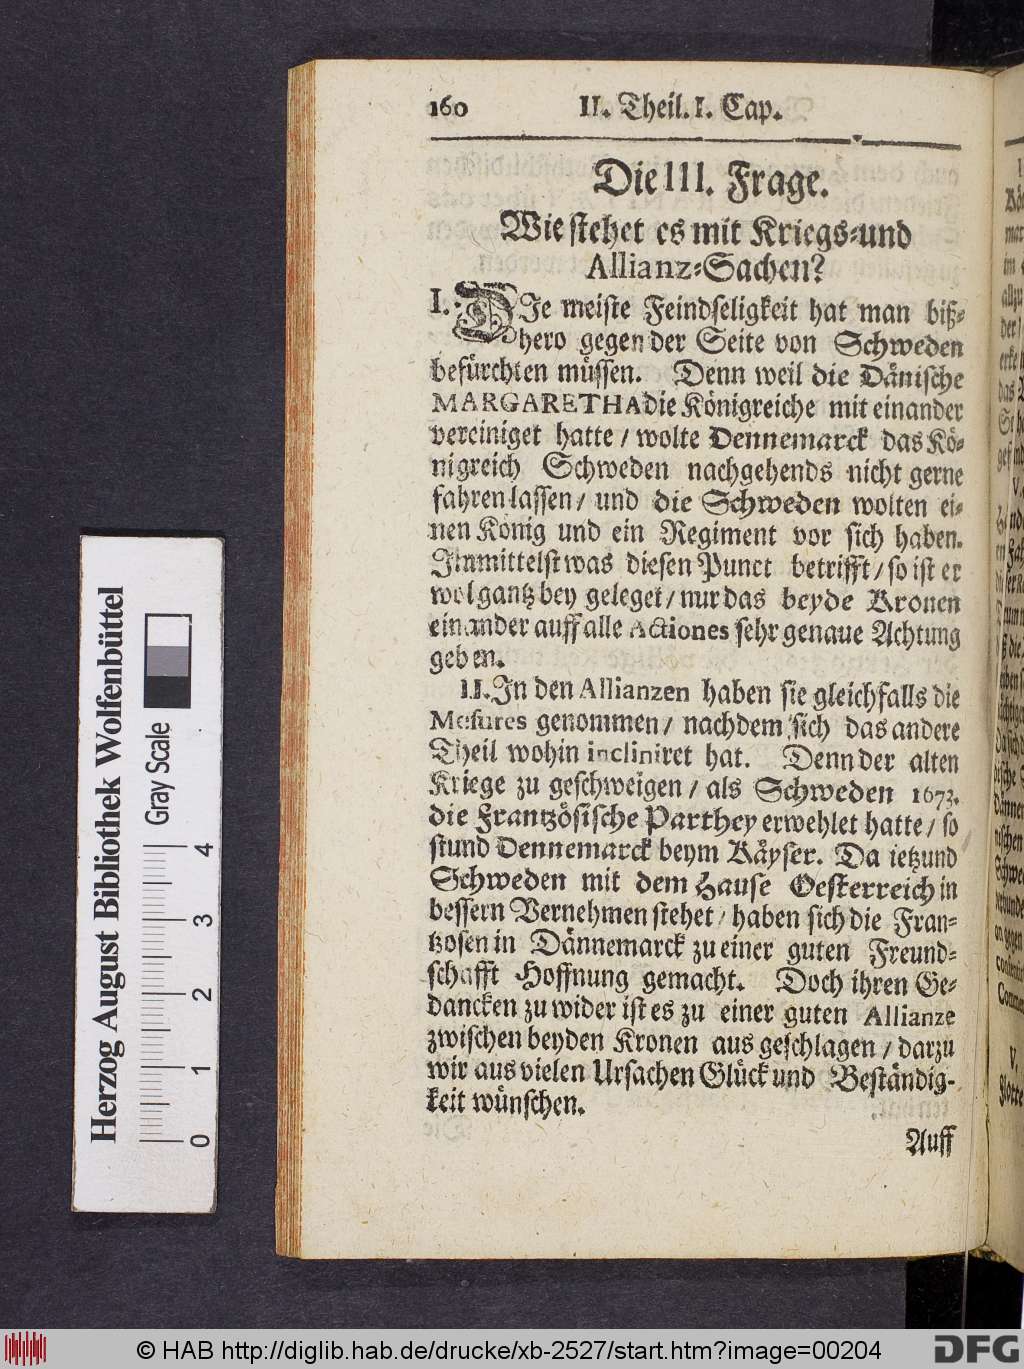 160 II. Theil. I. Cap.
Die III. Frage.
Wie stehet es mit Kriegs-und
Allianz-Sachen?
I. DIe meiste Feindseligkeit hat man biß-
hero gegen der Seite von Schweden
befürchten müssen. Denn weil die Dänische
MARGARETHA die Königreiche mit einander
vereiniget hatte / wolte Dennemarck das Kö-
nigreich Schweden nachgehends nicht gerne
fahren lassen / und die Schweden wolten ei-
nen König und ein Regiment vor sich haben.
Inmittelst was diesen Punct betrifft / so ist er
wol gantz bey geleget / nur das beyde Kronen
einander auff alle Actiones sehr genaue Achtung
geben.
II. In den Allianzen haben sie gleichfalls die
Mesures genommen / nachdem sich das andere
Theil wohin incliniret hat. Denn der alten
Kriege zu geschweigen / als Schweden 1673.
die Frantzösische Parthey erwehlet hatte / so
stund Dennemarck beym Käyser. Da ietzund
Schweden mit dem Hause Oesterreich in
bessern Vernehmen stehet / haben sich die Fran-
tzosen in Dännemarck zu einer guten Freund-
schafft Hoffnung gemacht. Doch ihren Ge-
dancken zu wider ist es zu einer guten Allianze
zwischen beyden Kronen aus geschlagen / darzu
wir aus vielen Ursachen Glück und Beständig-
keit wünschen.
Auff
Herzog August Bibliothek Wolfenbüttel
Gray Scale
0 1 2 3 4
© HAB http://diglib.hab.de/drucke/xb-2527/start.htm?image=00204
DFG